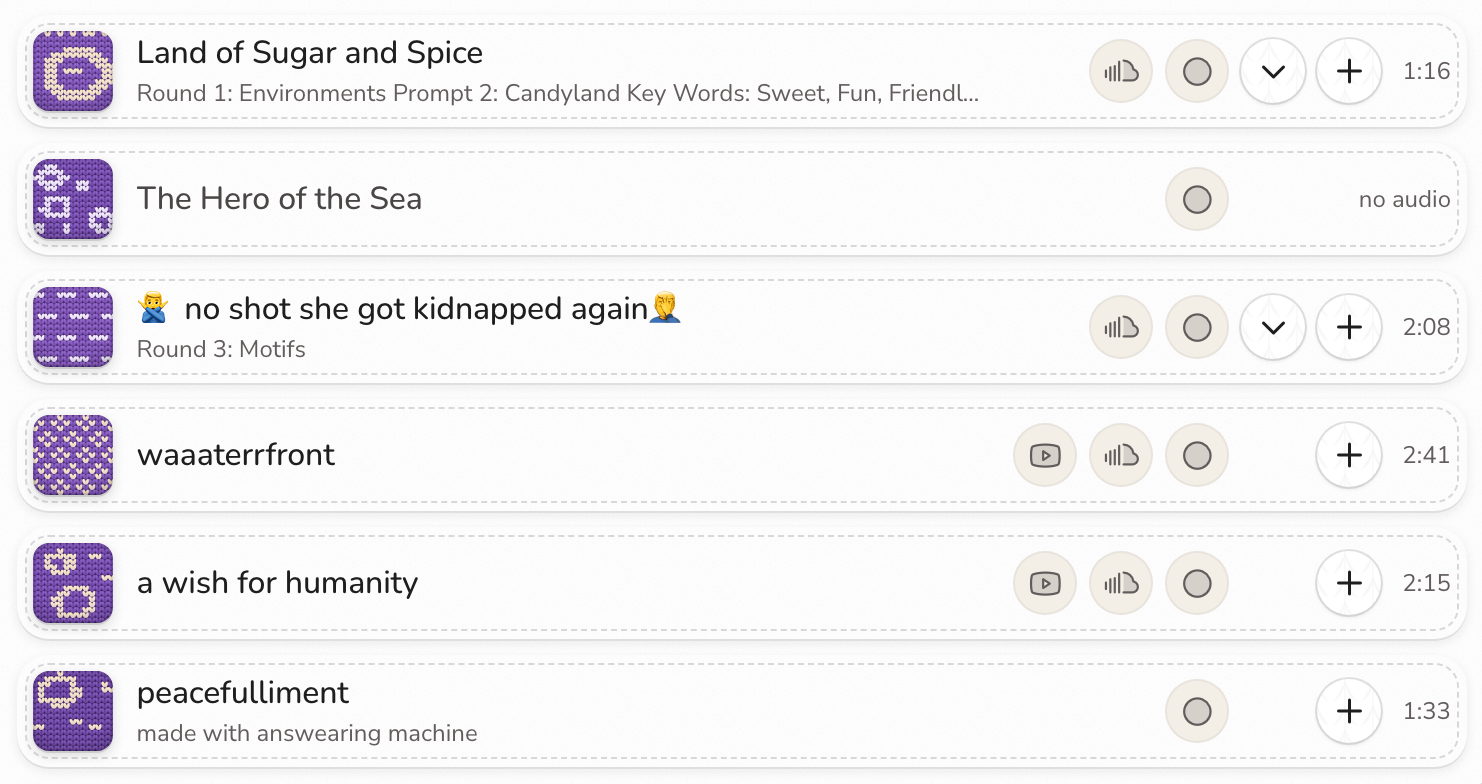 Land of Sugar and Spice
Round 1: Environments Prompt 2: Candyland Key Words: Sweet, Fun, Friendl...
1:16
The Hero of the Sea
no audio
🙅‍♂️ no shot she got kidnapped again🤦‍♂️
Round 3: Motifs
2:08
waaaterrfront
2:41
a wish for humanity
2:15
peacefulliment
made with answearing machine
1:33